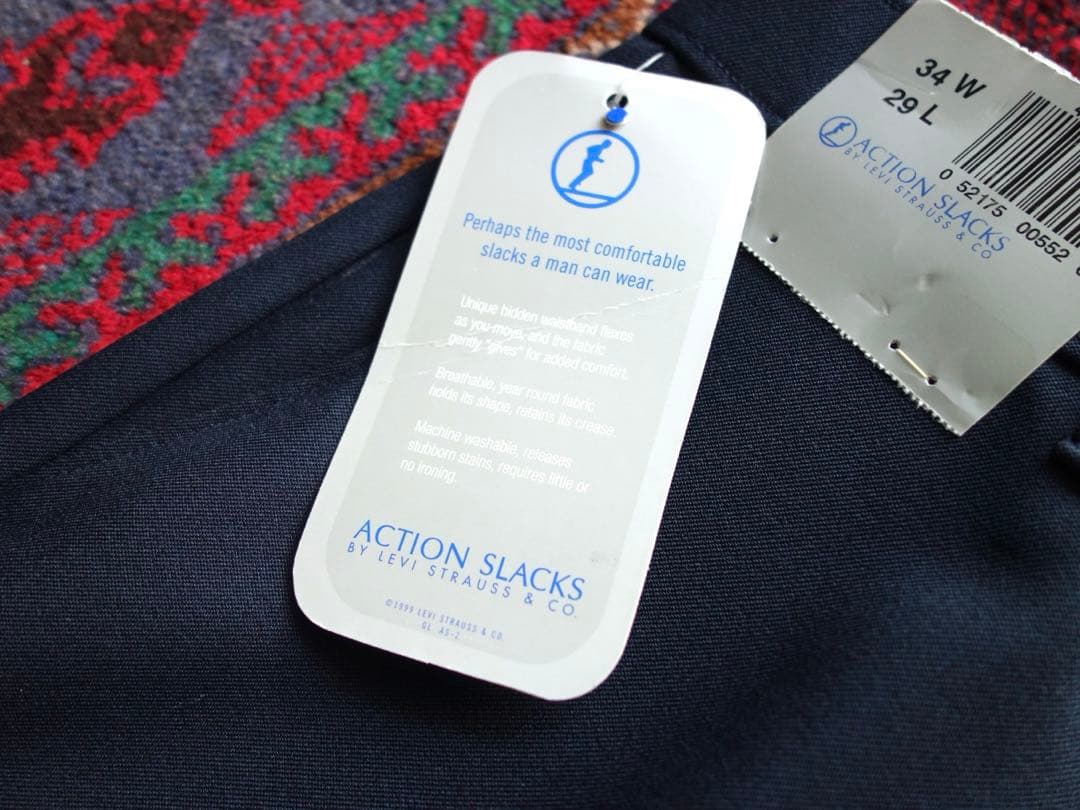 Perhaps the most comfortable
slacks a man can wear.
Unique hidden waistband flexes
as you move, and the fabric
gently "gives" for added comfort.
Breathable, year round fabric
holds its shape, retains its crease.
Machine washable, releases
stubborn stains, requires little or
no ironing.
ACTION SLACKS
BY LEVI STRAUSS & CO.
©1999 LEVI STRAUSS & CO
GL AS-2
34 W
29 L
ACTION SLACKS
BY LEVI STRAUSS & CO
0 52175 00552